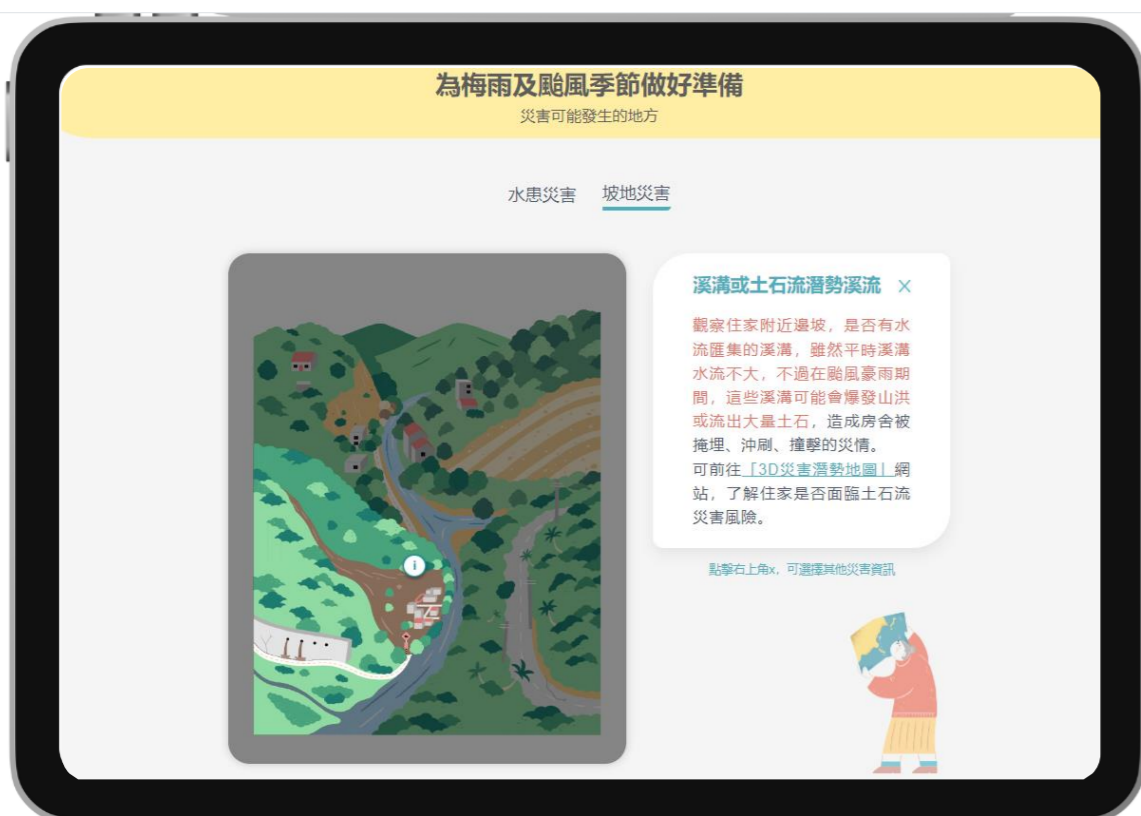 為梅雨及颱風季節做好準備
災害可能發生的地方
水患災害
坡地災害
溪溝或土石流潛勢溪流 ×
觀察住家附近邊坡，是否有水
流匯集的溪溝，雖然平時溪溝
水流不大，不過在颱風豪雨期
間，這些溪溝可能會爆發山洪
或流出大量土石，造成房舍被
掩埋、沖刷、撞擊的災情。
可前往「3D災害潛勢地圖」網
站，了解住家是否面臨土石流
災害風險。
點擊右上角x，可選擇其他災害資訊